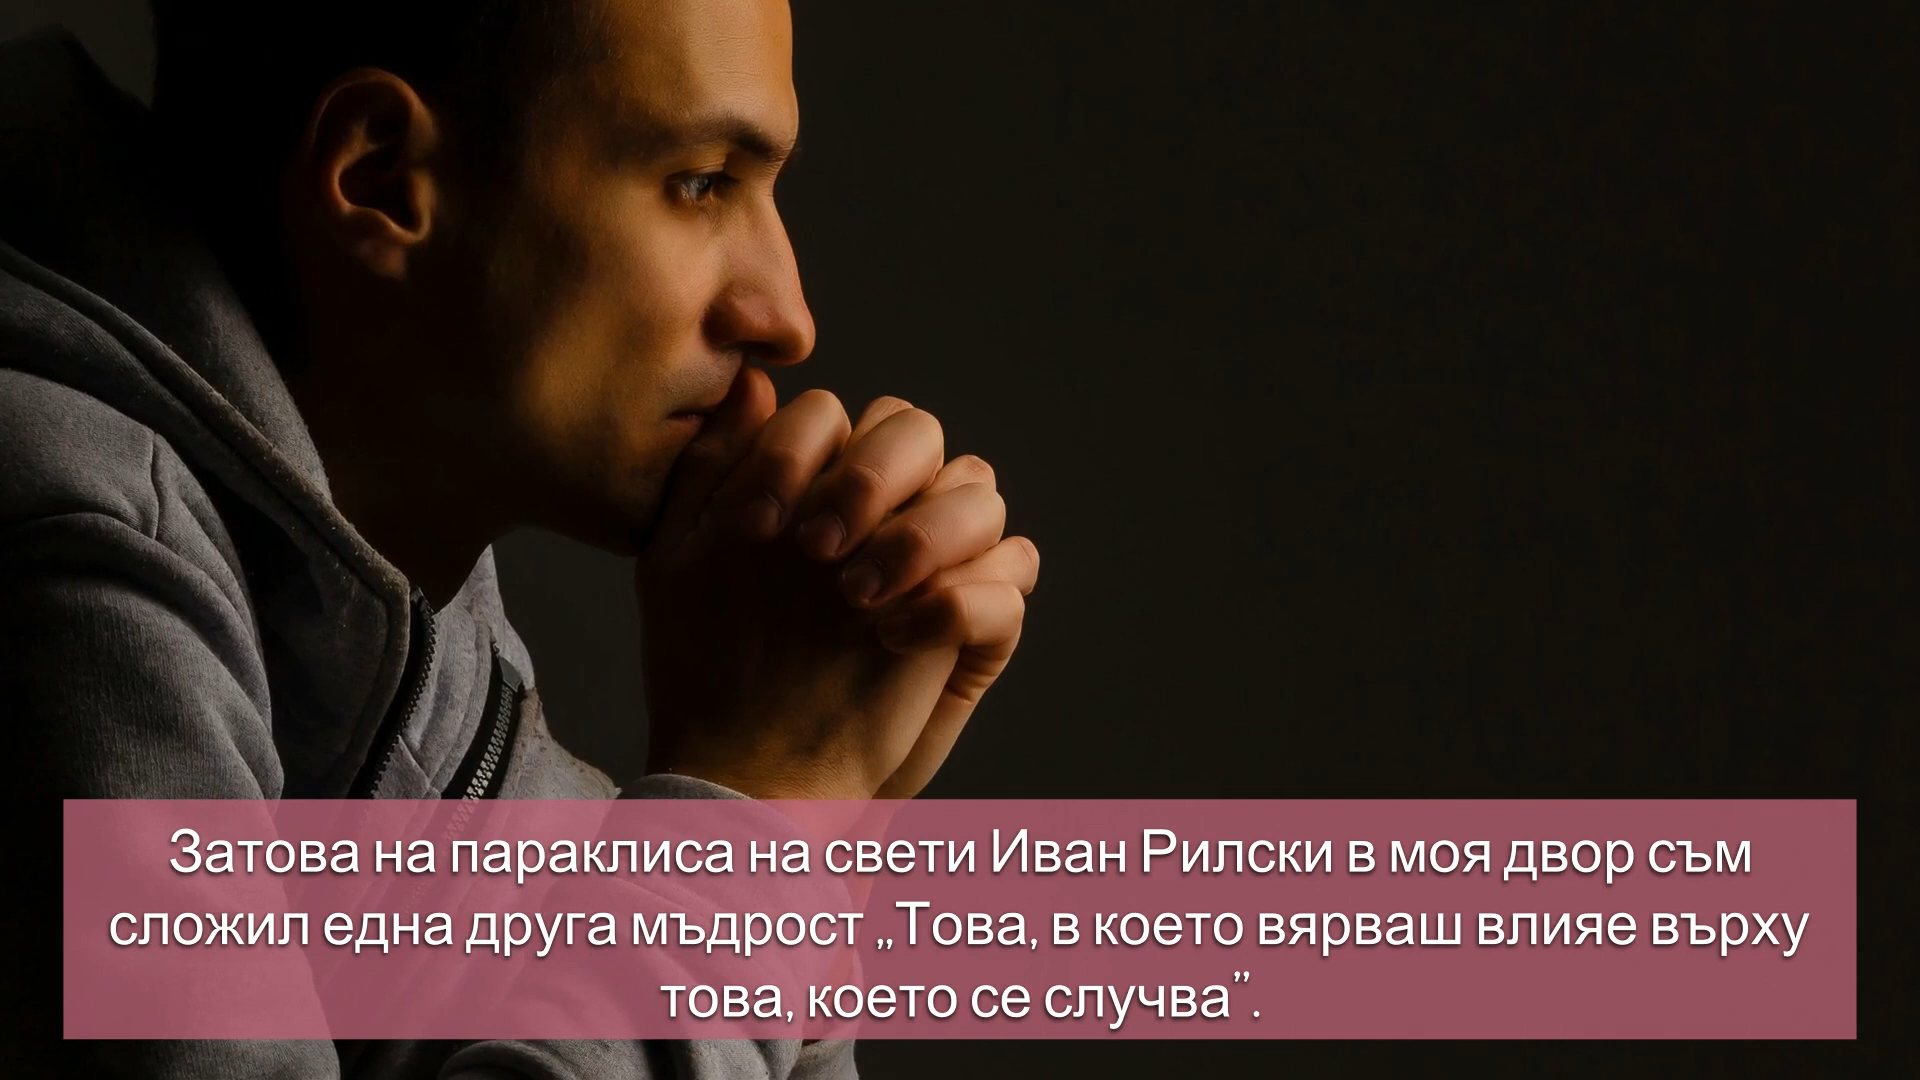 Затова на параклиса на свети Иван Рилски в моя двор съм
сложил една друга мъдрост „Това, в което вярваш влияе върху
това, което се случва”.